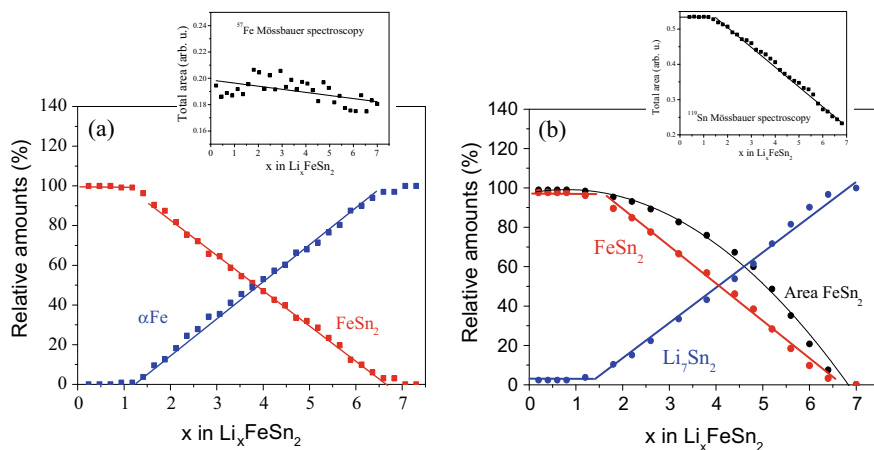 ⁵⁷Fe Mössbauer spectroscopy
Total area (arb. u.)
0.24
0.20
0.18
0.16
0 1 2 3 4 5 6 7
x in LiₓFeSn₂
(a)
Relative amounts (%)
140
120
100
80
60
40
20
0
αFe
FeSn₂
0 1 2 3 4 5 6 7
x in LiₓFeSn₂
Total area (arb. u.)
0.5
0.4
0.3
0.2
¹¹⁹Sn Mössbauer spectroscopy
0 1 2 3 4 5 6 7
x in LiₓFeSn₂
(b)
Relative amounts (%)
140
120
100
80
60
40
20
0
FeSn₂
Area FeSn₂
Li₇Sn₂
0 1 2 3 4 5 6 7
x in LiₓFeSn₂